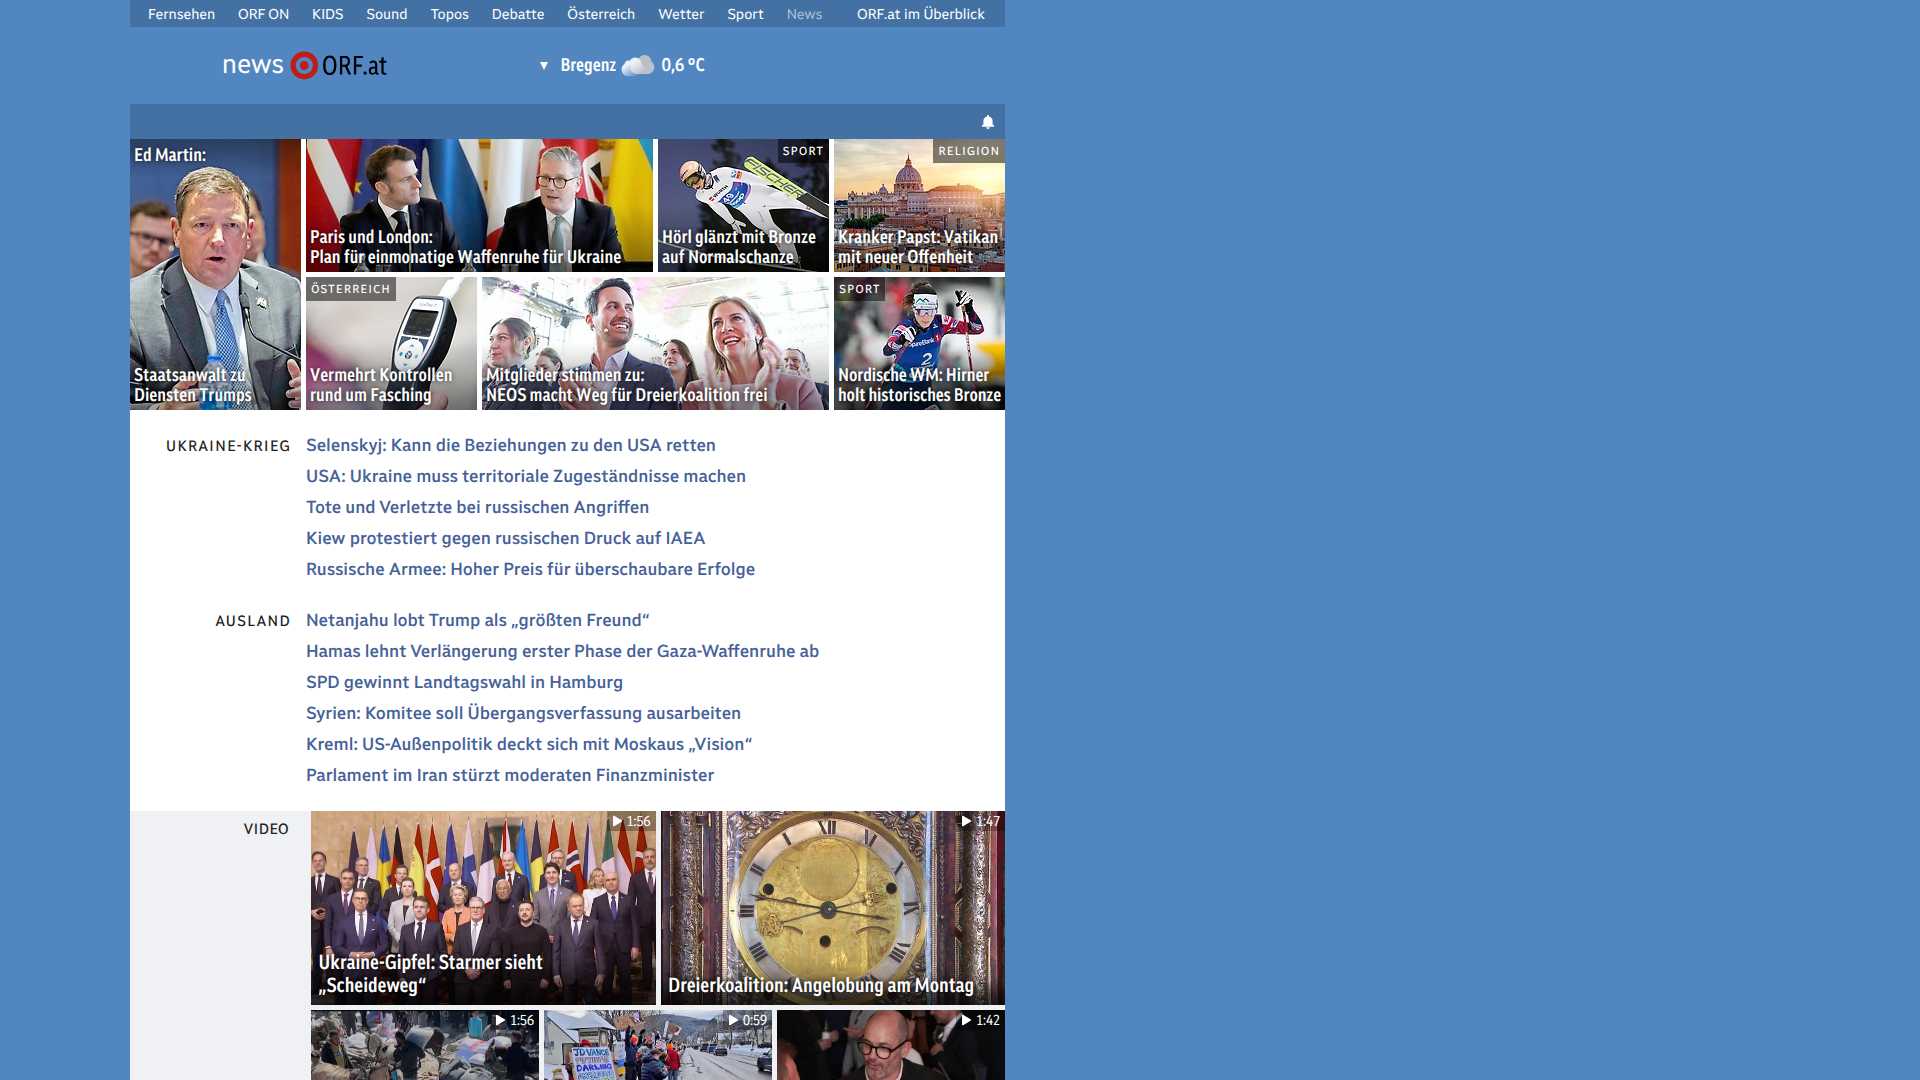 Fernsehen ORF ON KIDS Sound Topos Debatte Österreich Wetter Sport News ORF.at im Überblick
news ORF.at
Bregenz 0,6 °C
Ed Martin:
Staatsanwalt zu
Diensten Trumps
Paris und London:
Plan für einmonatige Waffenruhe für Ukraine
SPORT
FISCHER
Hörl glänzt mit Bronze
auf Normalschanze
RELIGION
Kranker Papst: Vatikan
mit neuer Offenheit
ÖSTERREICH
Vermehrt Kontrollen
rund um Fasching
Mitglieder stimmen zu:
NEOS macht Weg für Dreierkoalition frei
SPORT
SpareBank
2
Nordische WM: Hirner
holt historisches Bronze
UKRAINE-KRIEG
Selenskyj: Kann die Beziehungen zu den USA retten
USA: Ukraine muss territoriale Zugeständnisse machen
Tote und Verletzte bei russischen Angriffen
Kiew protestiert gegen russischen Druck auf IAEA
Russische Armee: Hoher Preis für überschaubare Erfolge
AUSLAND
Netanjahu lobt Trump als „größten Freund“
Hamas lehnt Verlängerung erster Phase der Gaza-Waffenruhe ab
SPD gewinnt Landtagswahl in Hamburg
Syrien: Komitee soll Übergangsverfassung ausarbeiten
Kreml: US-Außenpolitik deckt sich mit Moskaus „Vision“
Parlament im Iran stürzt moderaten Finanzminister
VIDEO
1:56
Ukraine-Gipfel: Starmer sieht
„Scheideweg“
1:47
Dreierkoalition: Angelobung am Montag
1:56
0:59
JD VANCE
DARLING
1:42